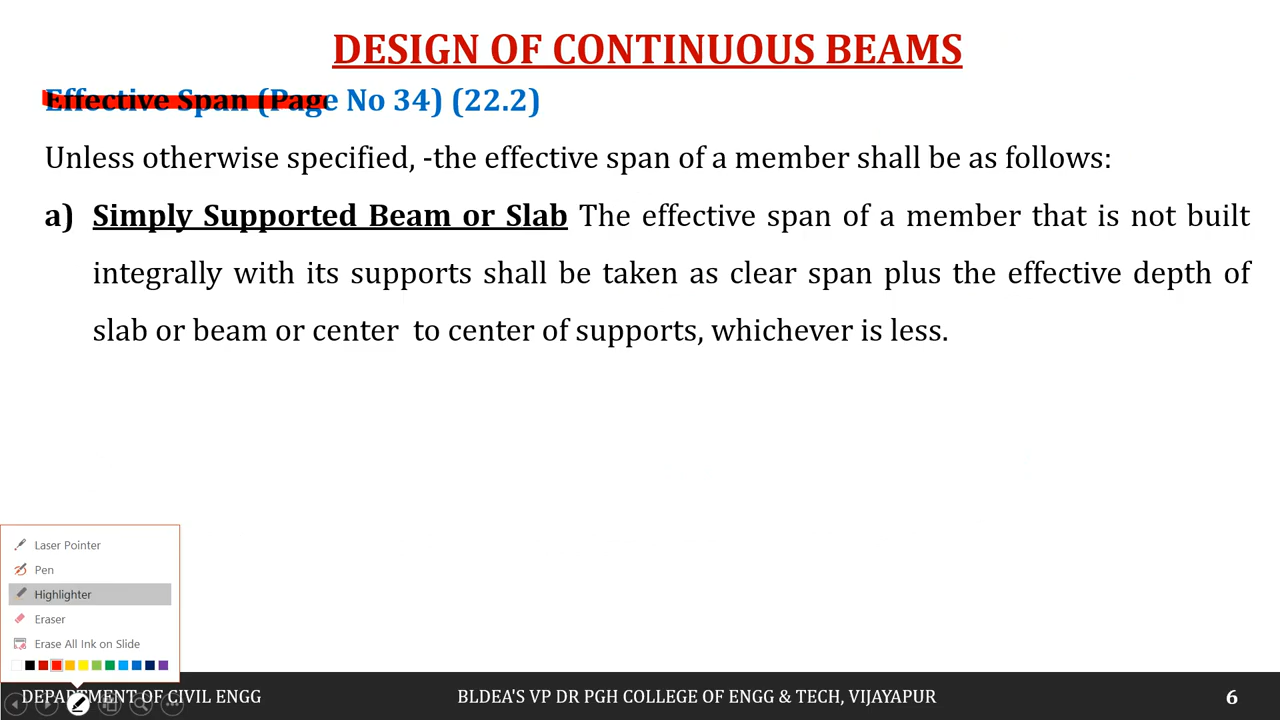 DESIGN OF CONTINUOUS BEAMS
Effective Span (Page No 34) (22.2)
Unless otherwise specified, -the effective span of a member shall be as follows:
a) Simply Supported Beam or Slab The effective span of a member that is not built
integrally with its supports shall be taken as clear span plus the effective depth of
slab or beam or center to center of supports, whichever is less.
Laser Pointer
Pen
Highlighter
Eraser
Erase All Ink on Slide
DEPARTMENT OF CIVIL ENGG
BLDEA'S VP DR PGH COLLEGE OF ENGG & TECH, VIJAYAPUR
6